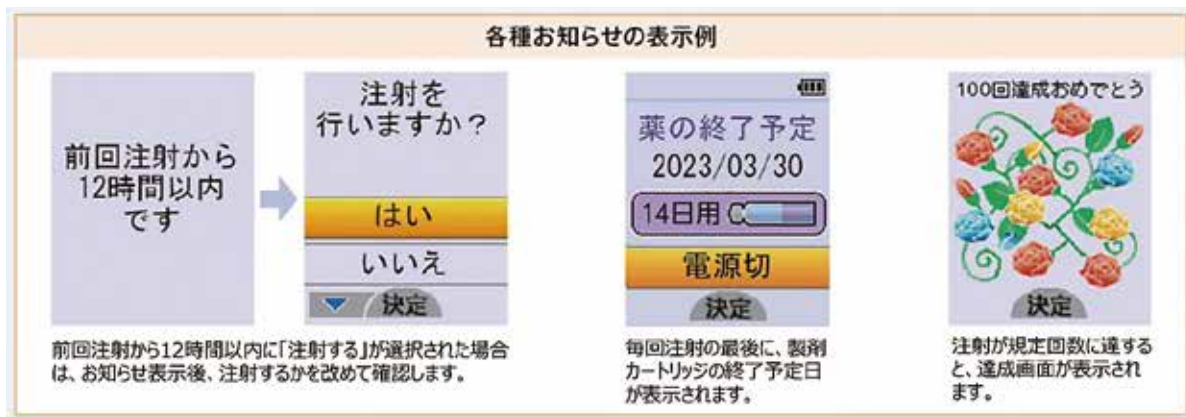 各種お知らせの表示例
前回注射から
12時間以内
です
注射を
行いますか？
はい
いいえ
決定
前回注射から12時間以内に「注射する」が選択された場合
は、お知らせ表示後、注射するかを改めて確認します。
薬の終了予定
2023/03/30
14日用
電源切
決定
毎回注射の最後に、製剤
カートリッジの終了予定日
が表示されます。
100回達成おめでとう
決定
注射が規定回数に達する
と、達成画面が表示され
ます。